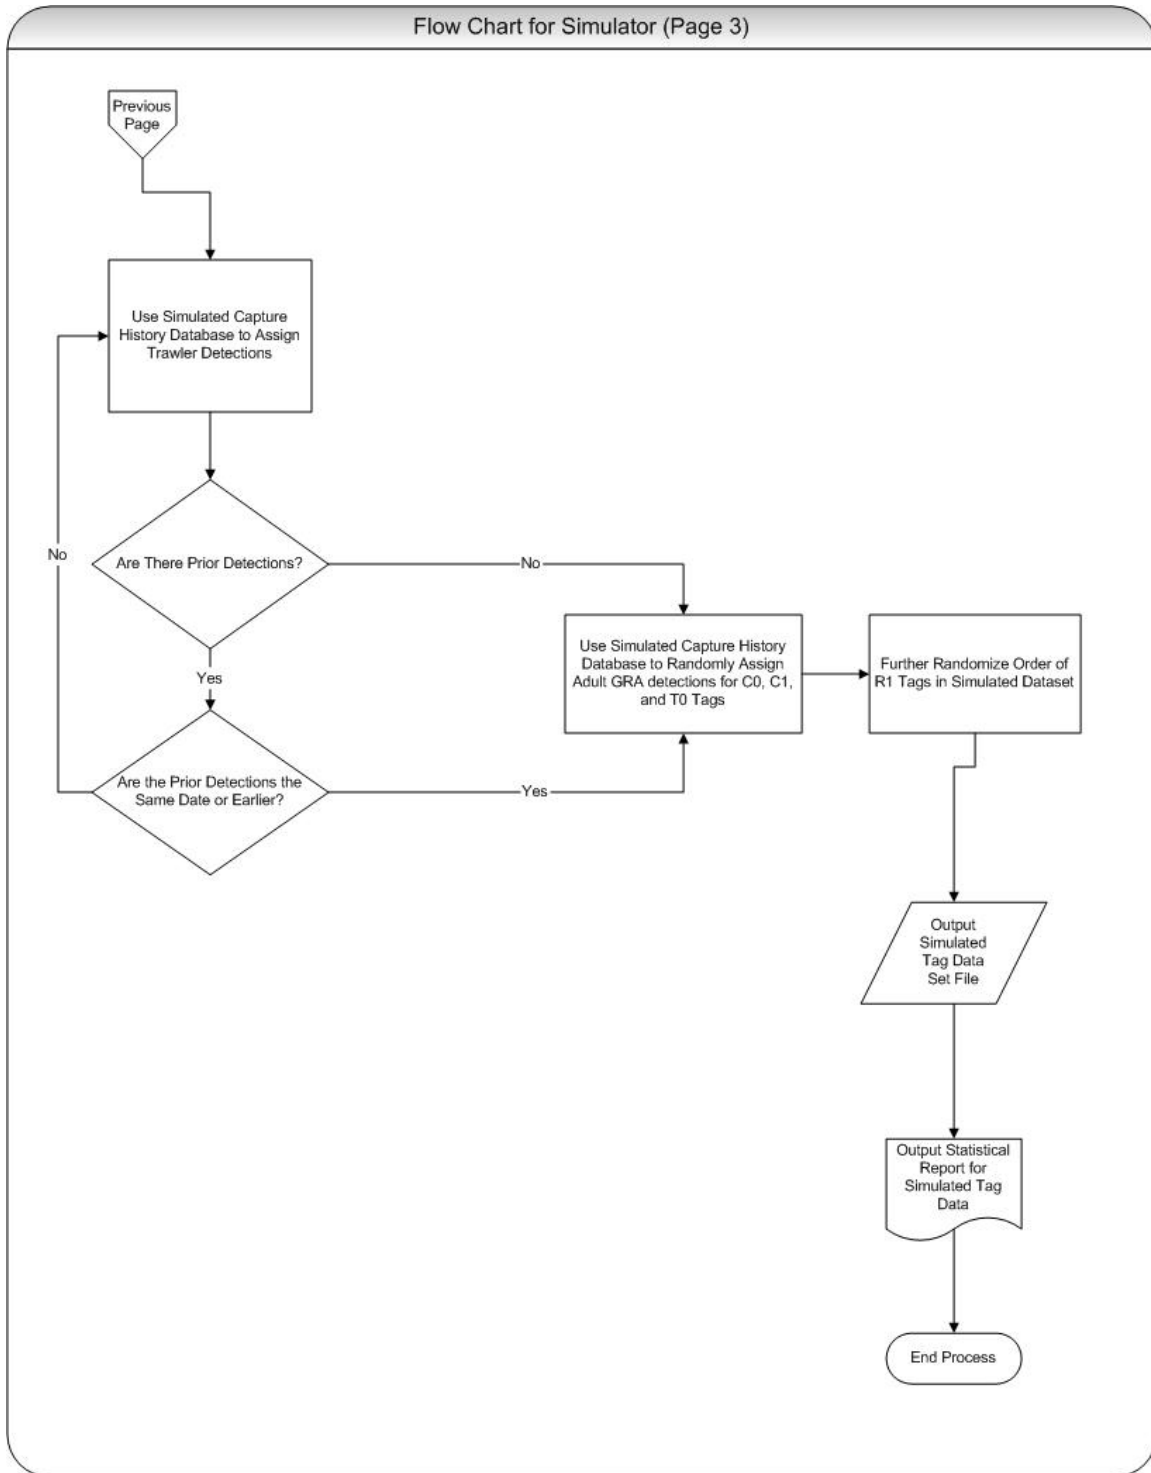 Flow Chart for Simulator (Page 3)
Previous
Page
Use Simulated Capture
History Database to Assign
Trawler Detections
Are There Prior Detections?
No
No
Yes
Are the Prior Detections the
Same Date or Earlier?
Yes
Use Simulated Capture History
Database to Randomly Assign
Adult GRA detections for C0, C1,
and T0 Tags
Further Randomize Order of
R1 Tags in Simulated Dataset
Output
Simulated
Tag Data
Set File
Output Statistical
Report for
Simulated Tag
Data
End Process